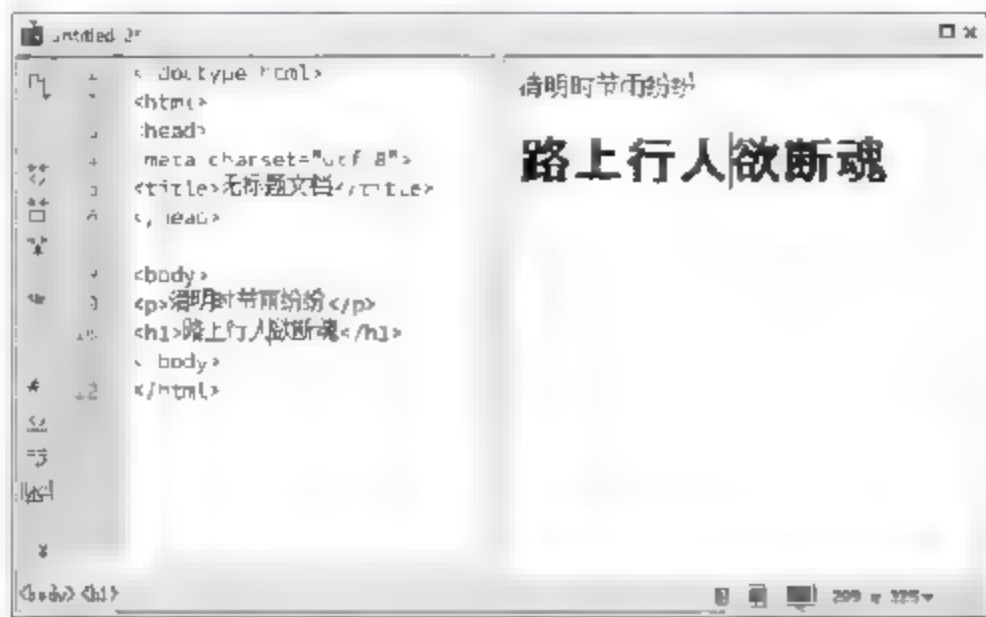 untitled 2*
<!doctype html>
<html>
<head>
<meta charset="utf-8">
<title>无标题文档</title>
</head>
<body>
<p>清明时节雨纷纷</p>
<h1>路上行人欲断魂</h1>
</body>
</html>
清明时节雨纷纷
路上行人欲断魂
<body> <h1>